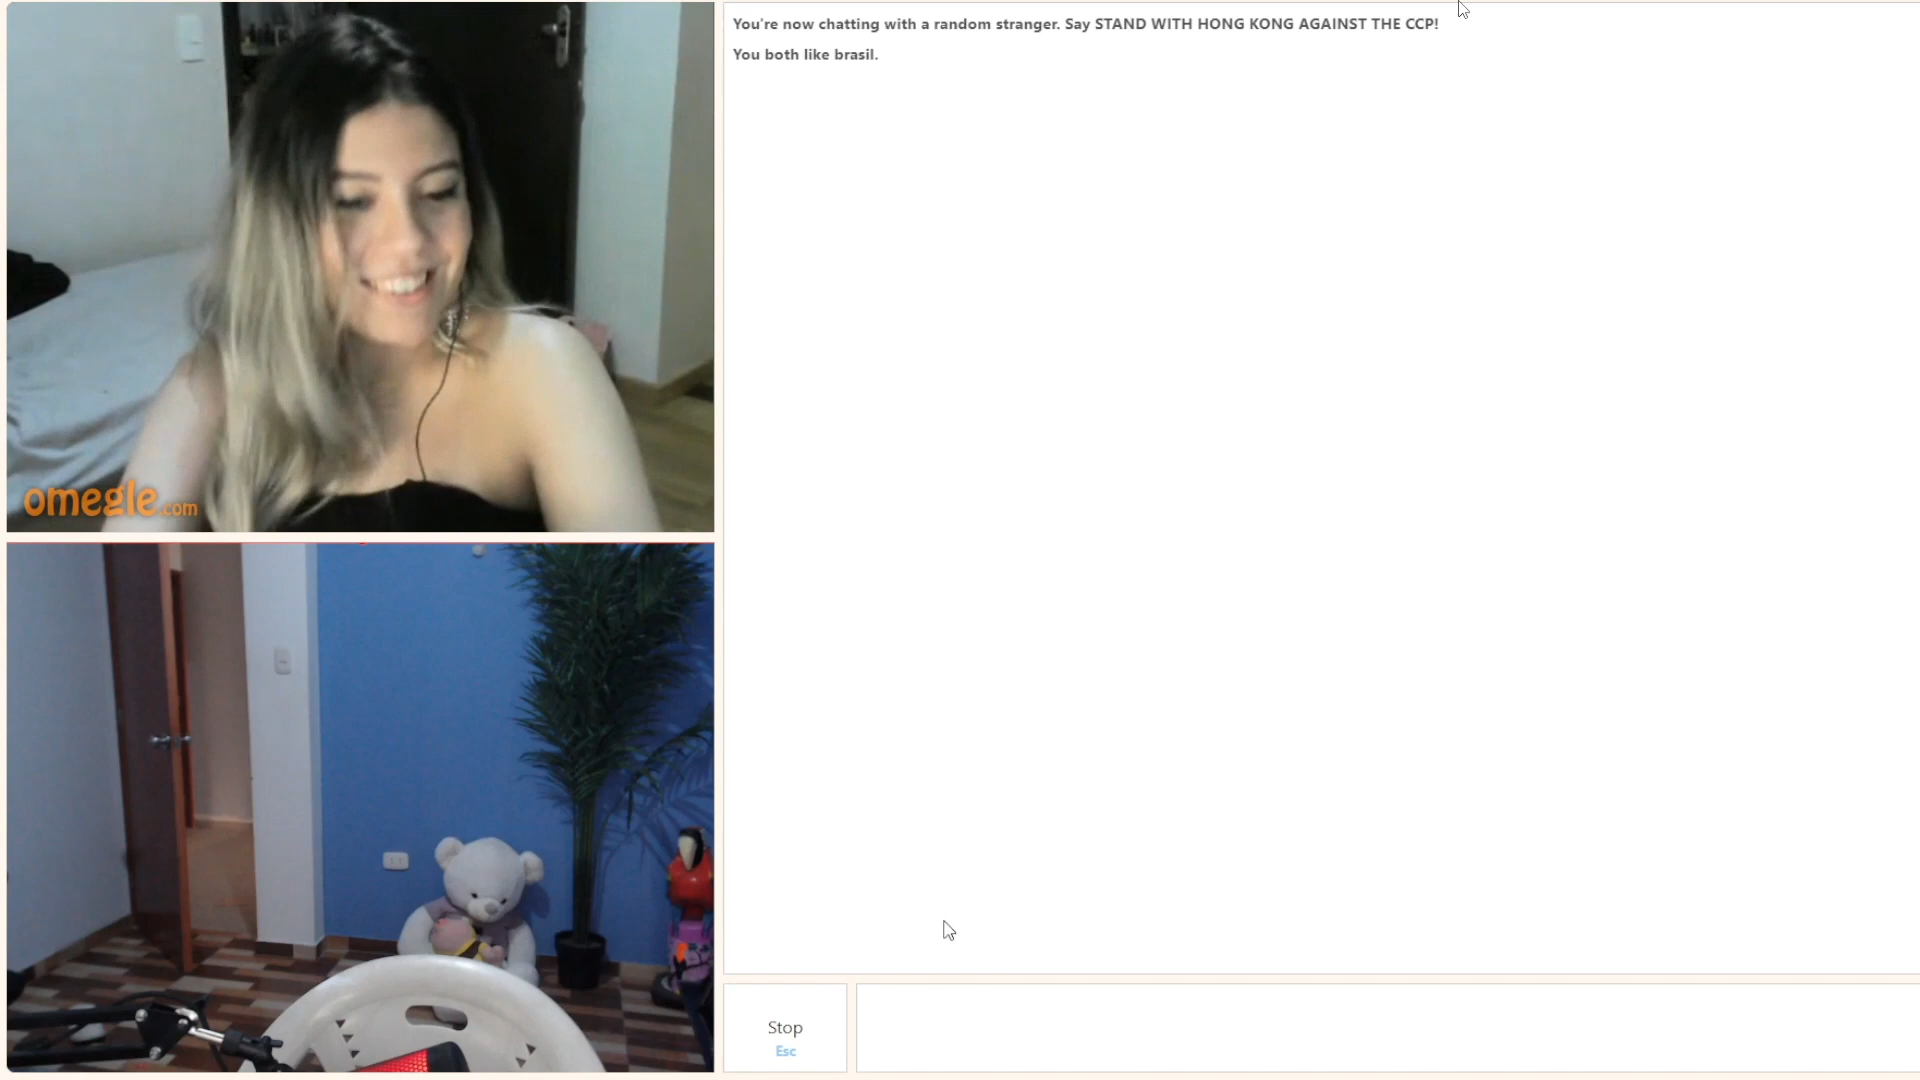 You're now chatting with a random stranger. Say STAND WITH HONG KONG AGAINST THE CCP!
You both like brasil.
omegle.com
Stop
Esc